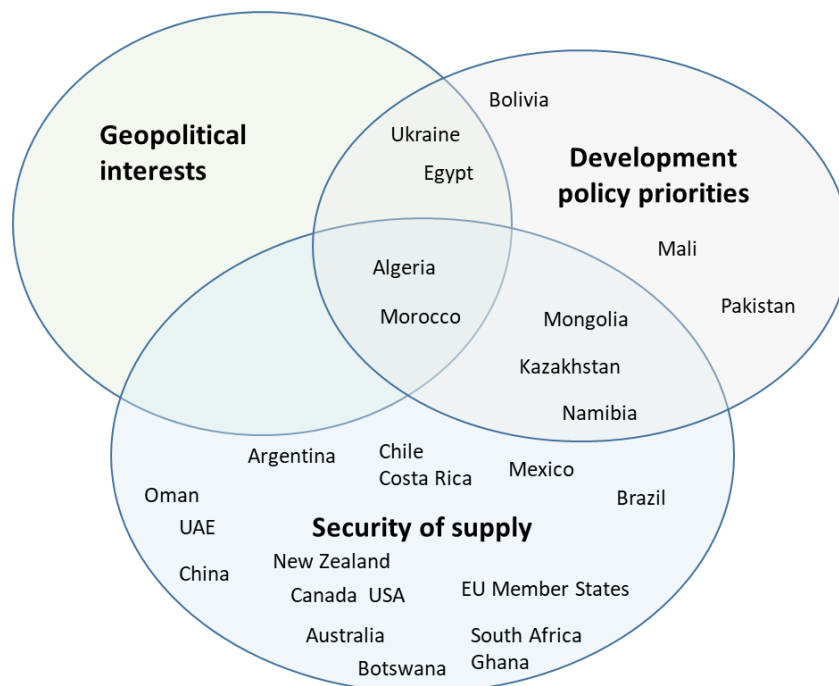 Bolivia
Ukraine
Geopolitical
interests
Egypt
Development
policy priorities
Mali
Algeria
Pakistan
Morocco
Mongolia
Kazakhstan
Namibia
Argentina
Chile
Costa Rica
Mexico
Oman
Brazil
UAE
Security of supply
New Zealand
China
Canada USA
EU Member States
Australia
South Africa
Botswana
Ghana